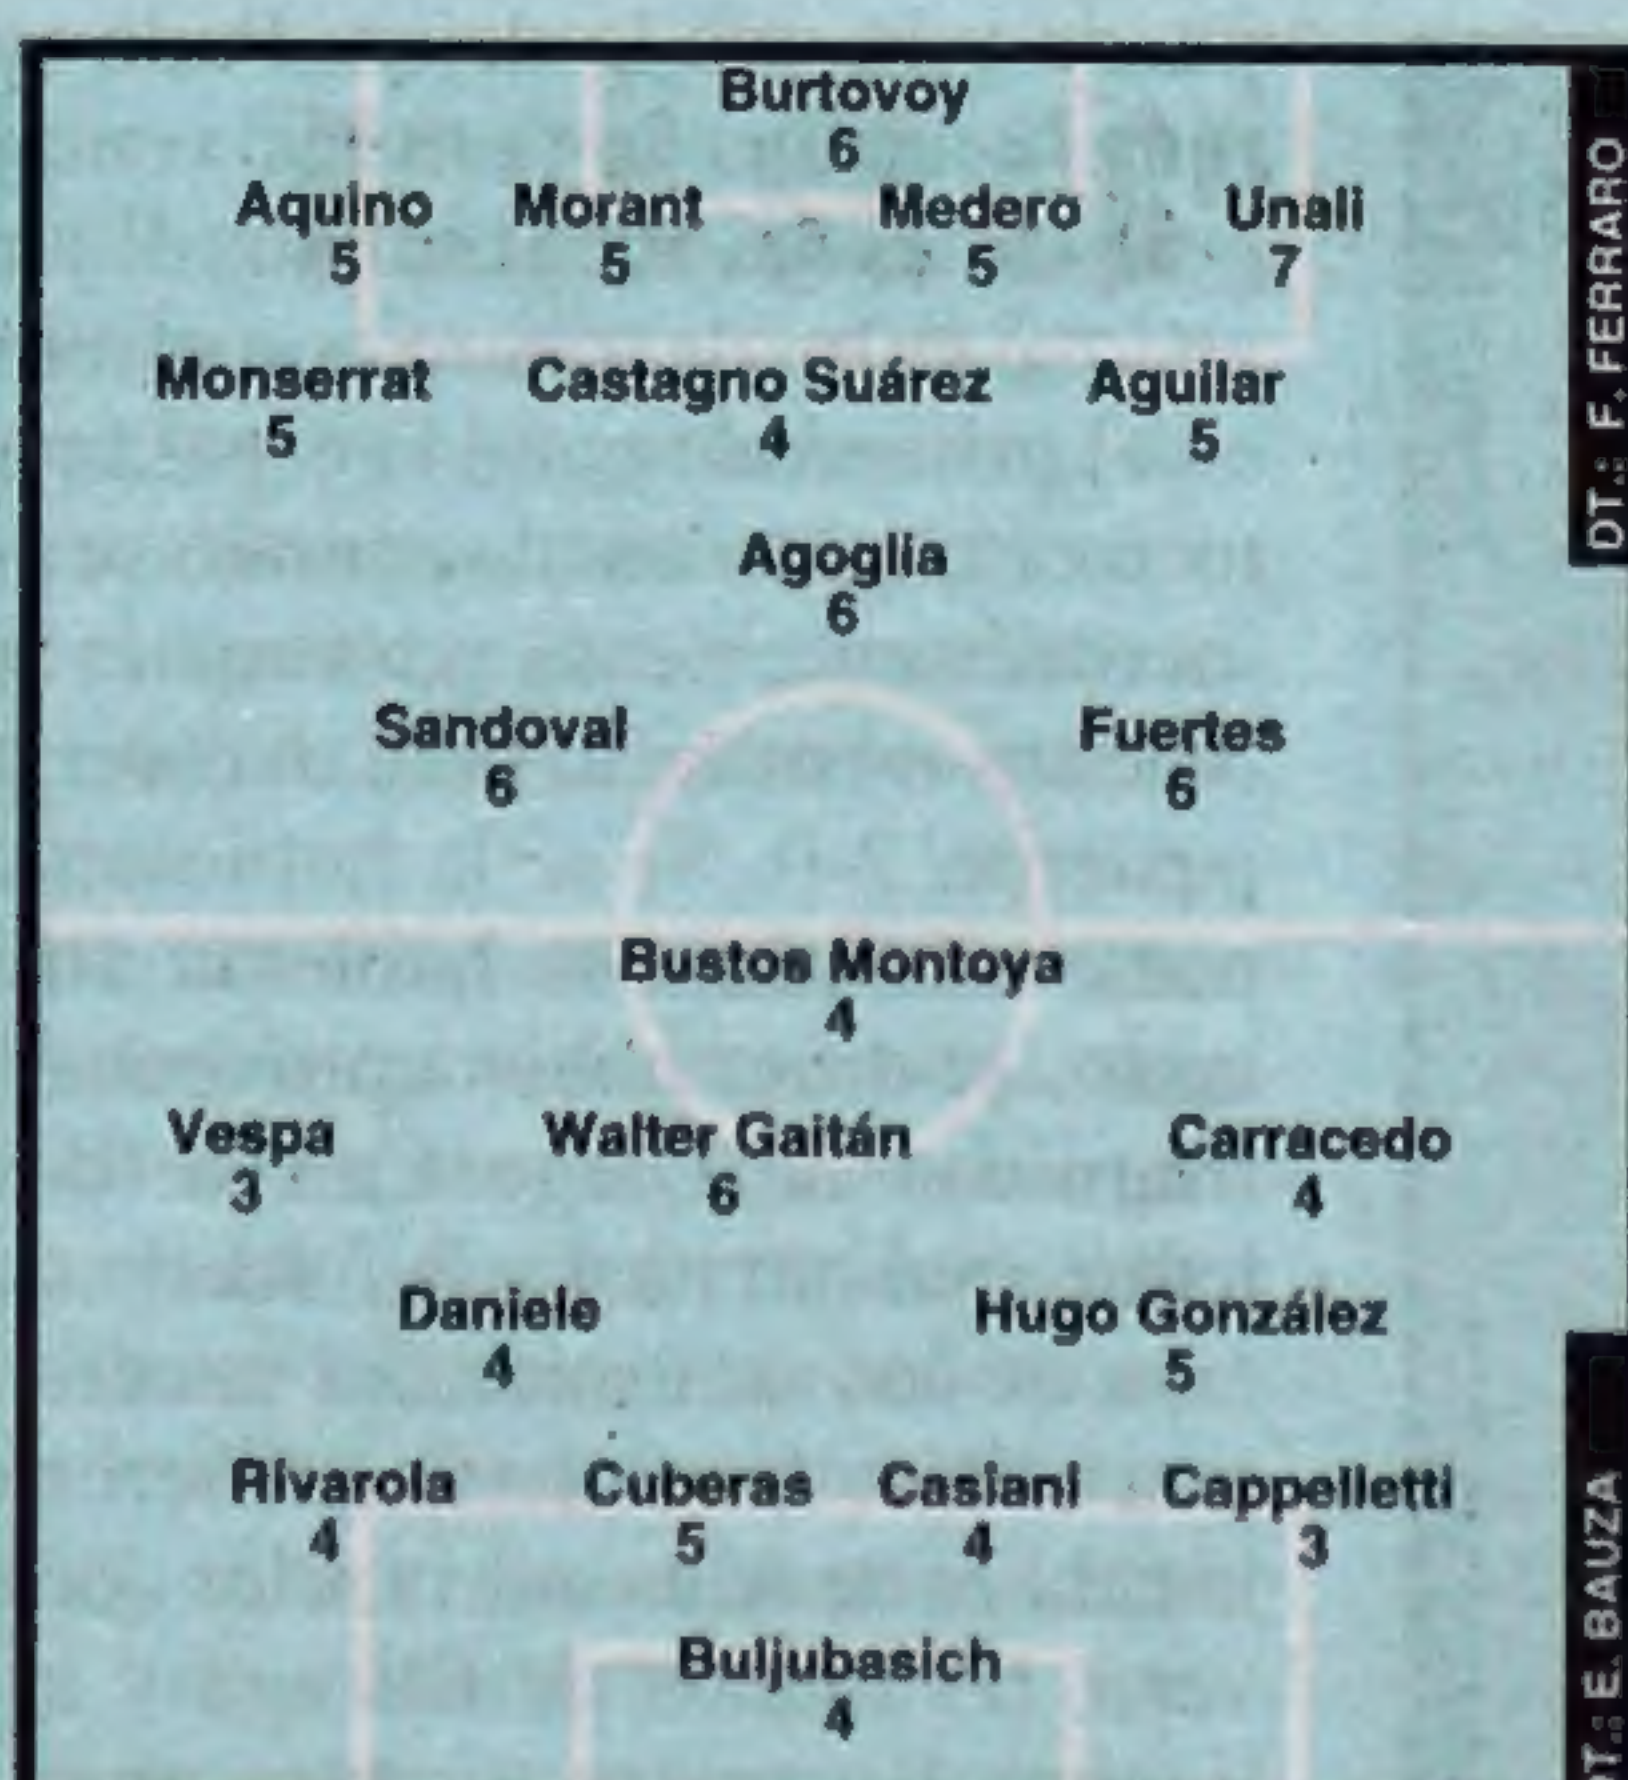 Burtovoy
6
Aquino Morant Medero Unali
5 5 5 7
Monserrat Castagno Suárez Aguilar
5 4 5
Agoglia
6
Sandoval Fuertes
6 6
Bustos Montoya
4
Vespa Walter Gaitán Carracedo
3 6 4
Daniele Hugo González
4 5
Rivarola Cuberas Casiani Cappelletti
4 5 4 3
Buljubasich
4
DT.: F. FERRARO
DT.: E. BAUZA